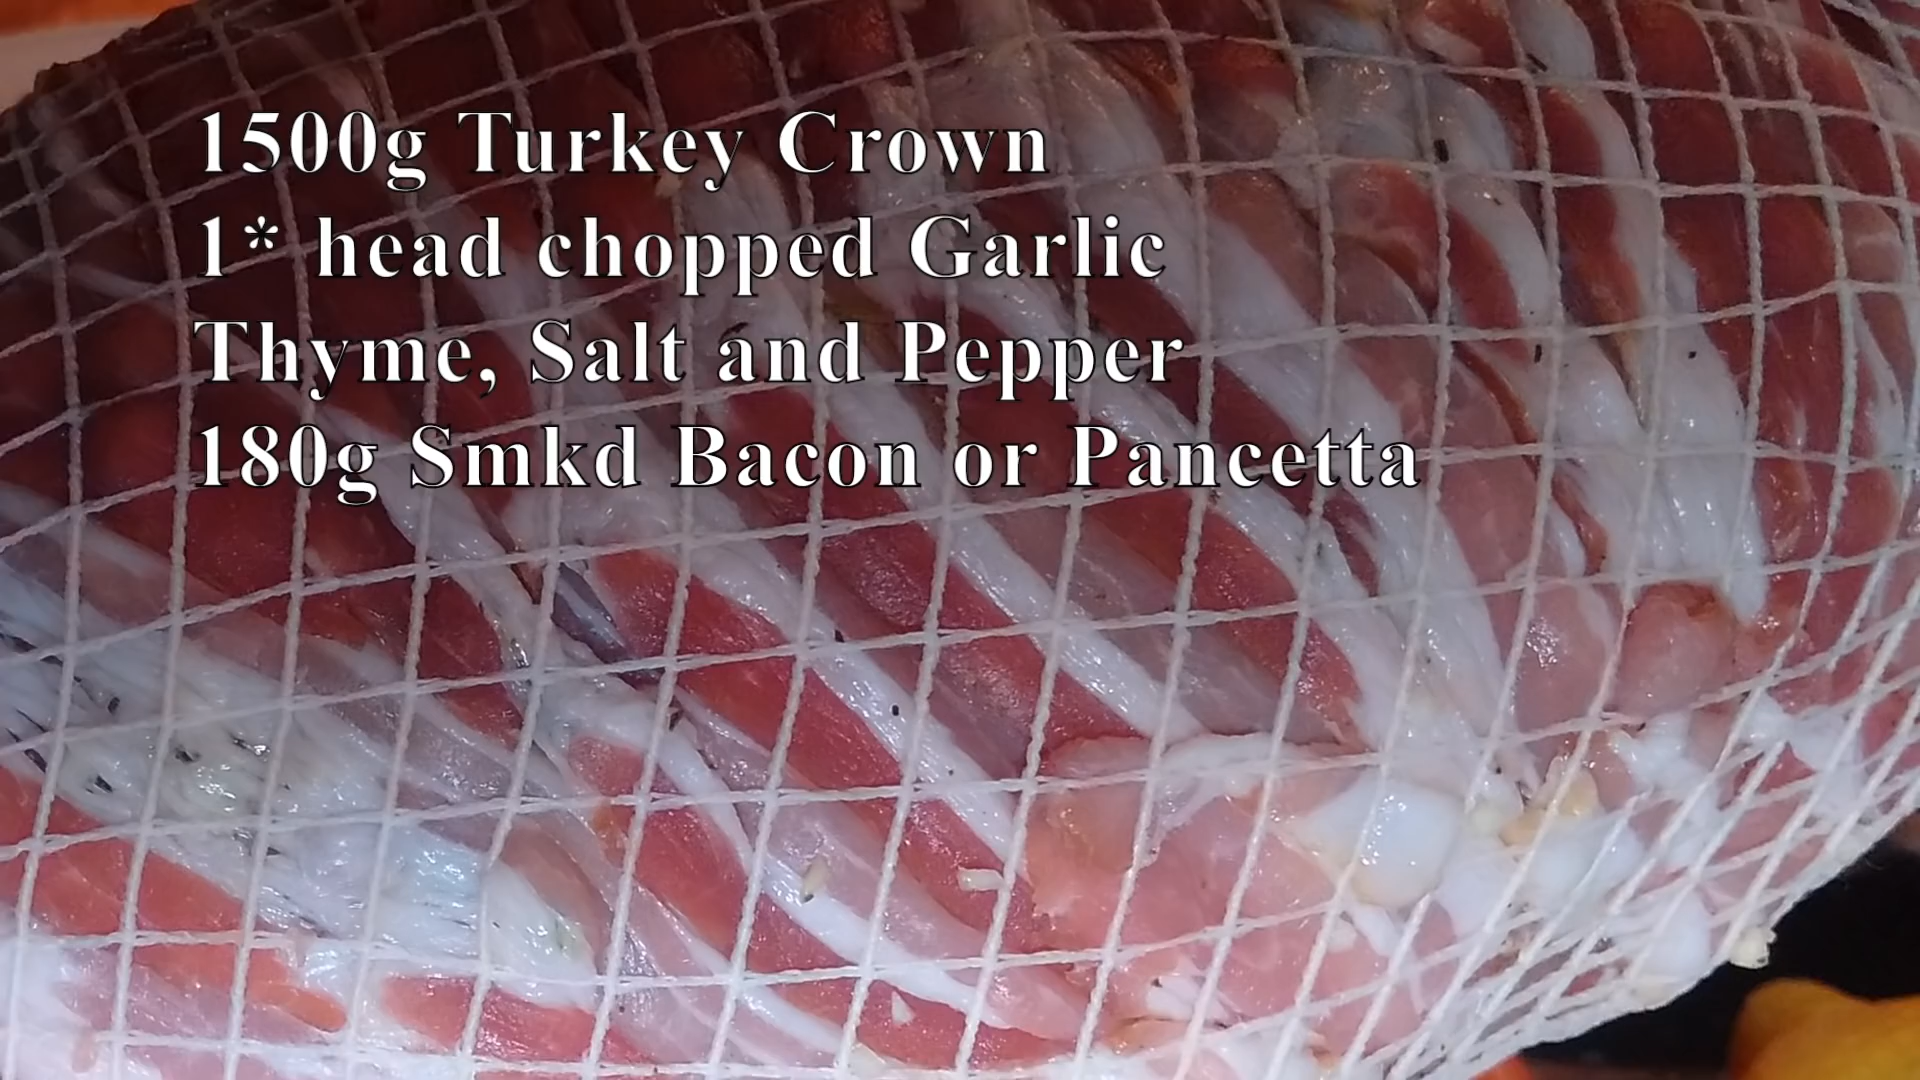 1500g Turkey Crown
1* head chopped Garlic
Thyme, Salt and Pepper
180g Smkd Bacon or Pancetta